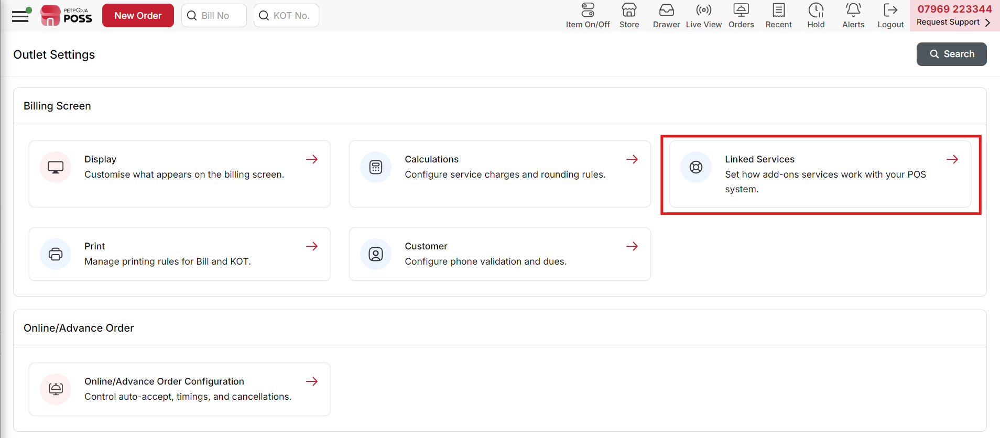 PETPOOJA
POSS
New Order
Bill No
KOT No.
Item On/Off
Store
Drawer
Live View
Orders
Recent
Hold
Alerts
Logout
07969 223344
Request Support
Outlet Settings
Search
Billing Screen
Display
Customise what appears on the billing screen.
Calculations
Configure service charges and rounding rules.
Linked Services
Set how add-ons services work with your POS
system.
Print
Manage printing rules for Bill and KOT.
Customer
Configure phone validation and dues.
Online/Advance Order
Online/Advance Order Configuration
Control auto-accept, timings, and cancellations.